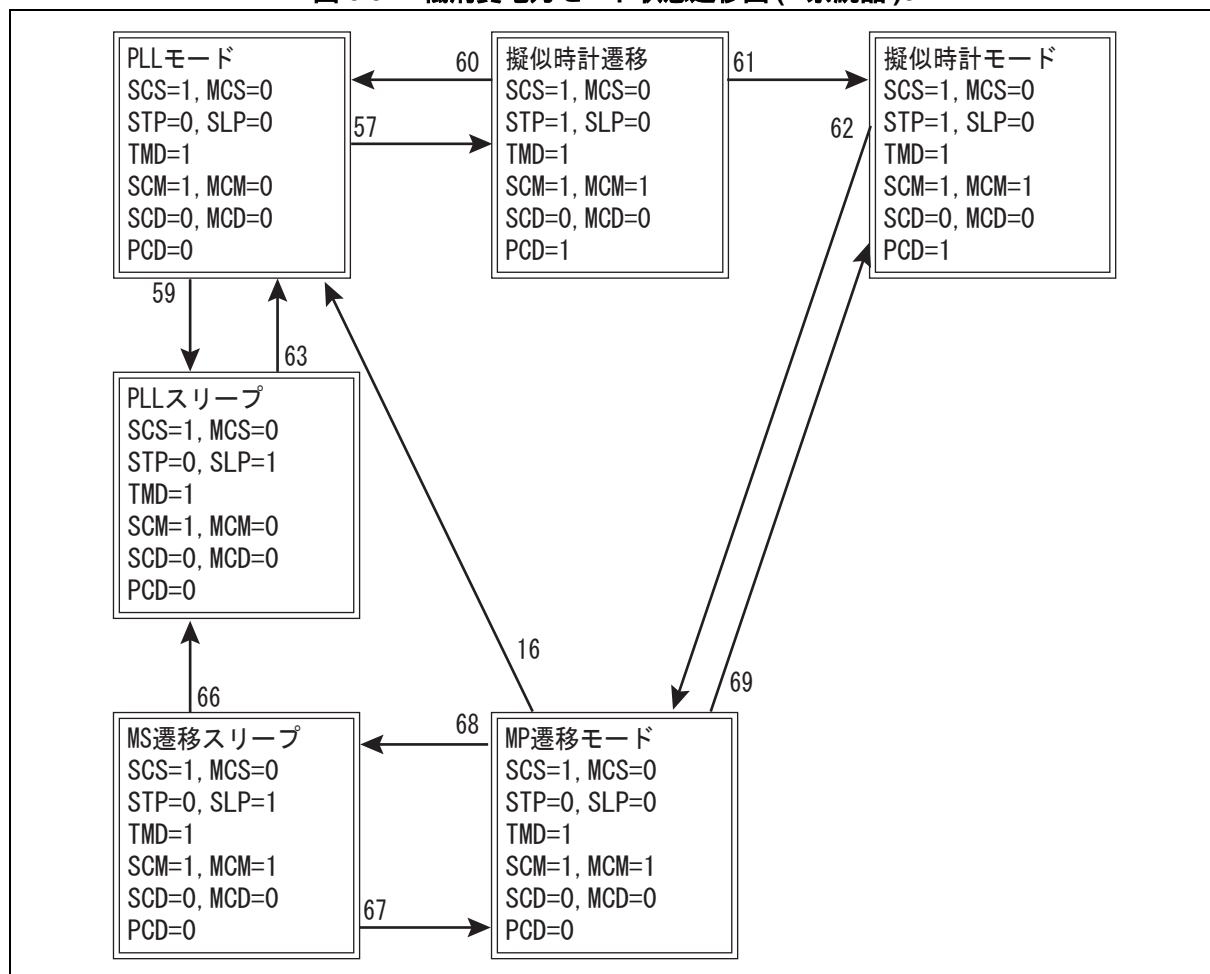 PLLモード
SCS=1, MCS=0
STP=0, SLP=0
TMD=1
SCM=1, MCM=0
SCD=0, MCD=0
PCD=0
60
57
擬似時計遷移
SCS=1, MCS=0
STP=1, SLP=0
TMD=1
SCM=1, MCM=1
SCD=0, MCD=0
PCD=1
61
擬似時計モード
SCS=1, MCS=0
STP=1, SLP=0
TMD=1
SCM=1, MCM=1
SCD=0, MCD=0
PCD=1
62
59
63
PLLスリープ
SCS=1, MCS=0
STP=0, SLP=1
TMD=1
SCM=1, MCM=0
SCD=0, MCD=0
PCD=0
16
69
66
68
MS遷移スリープ
SCS=1, MCS=0
STP=0, SLP=1
TMD=1
SCM=1, MCM=1
SCD=0, MCD=0
PCD=0
67
MP遷移モード
SCS=1, MCS=0
STP=0, SLP=0
TMD=1
SCM=1, MCM=1
SCD=0, MCD=0
PCD=0